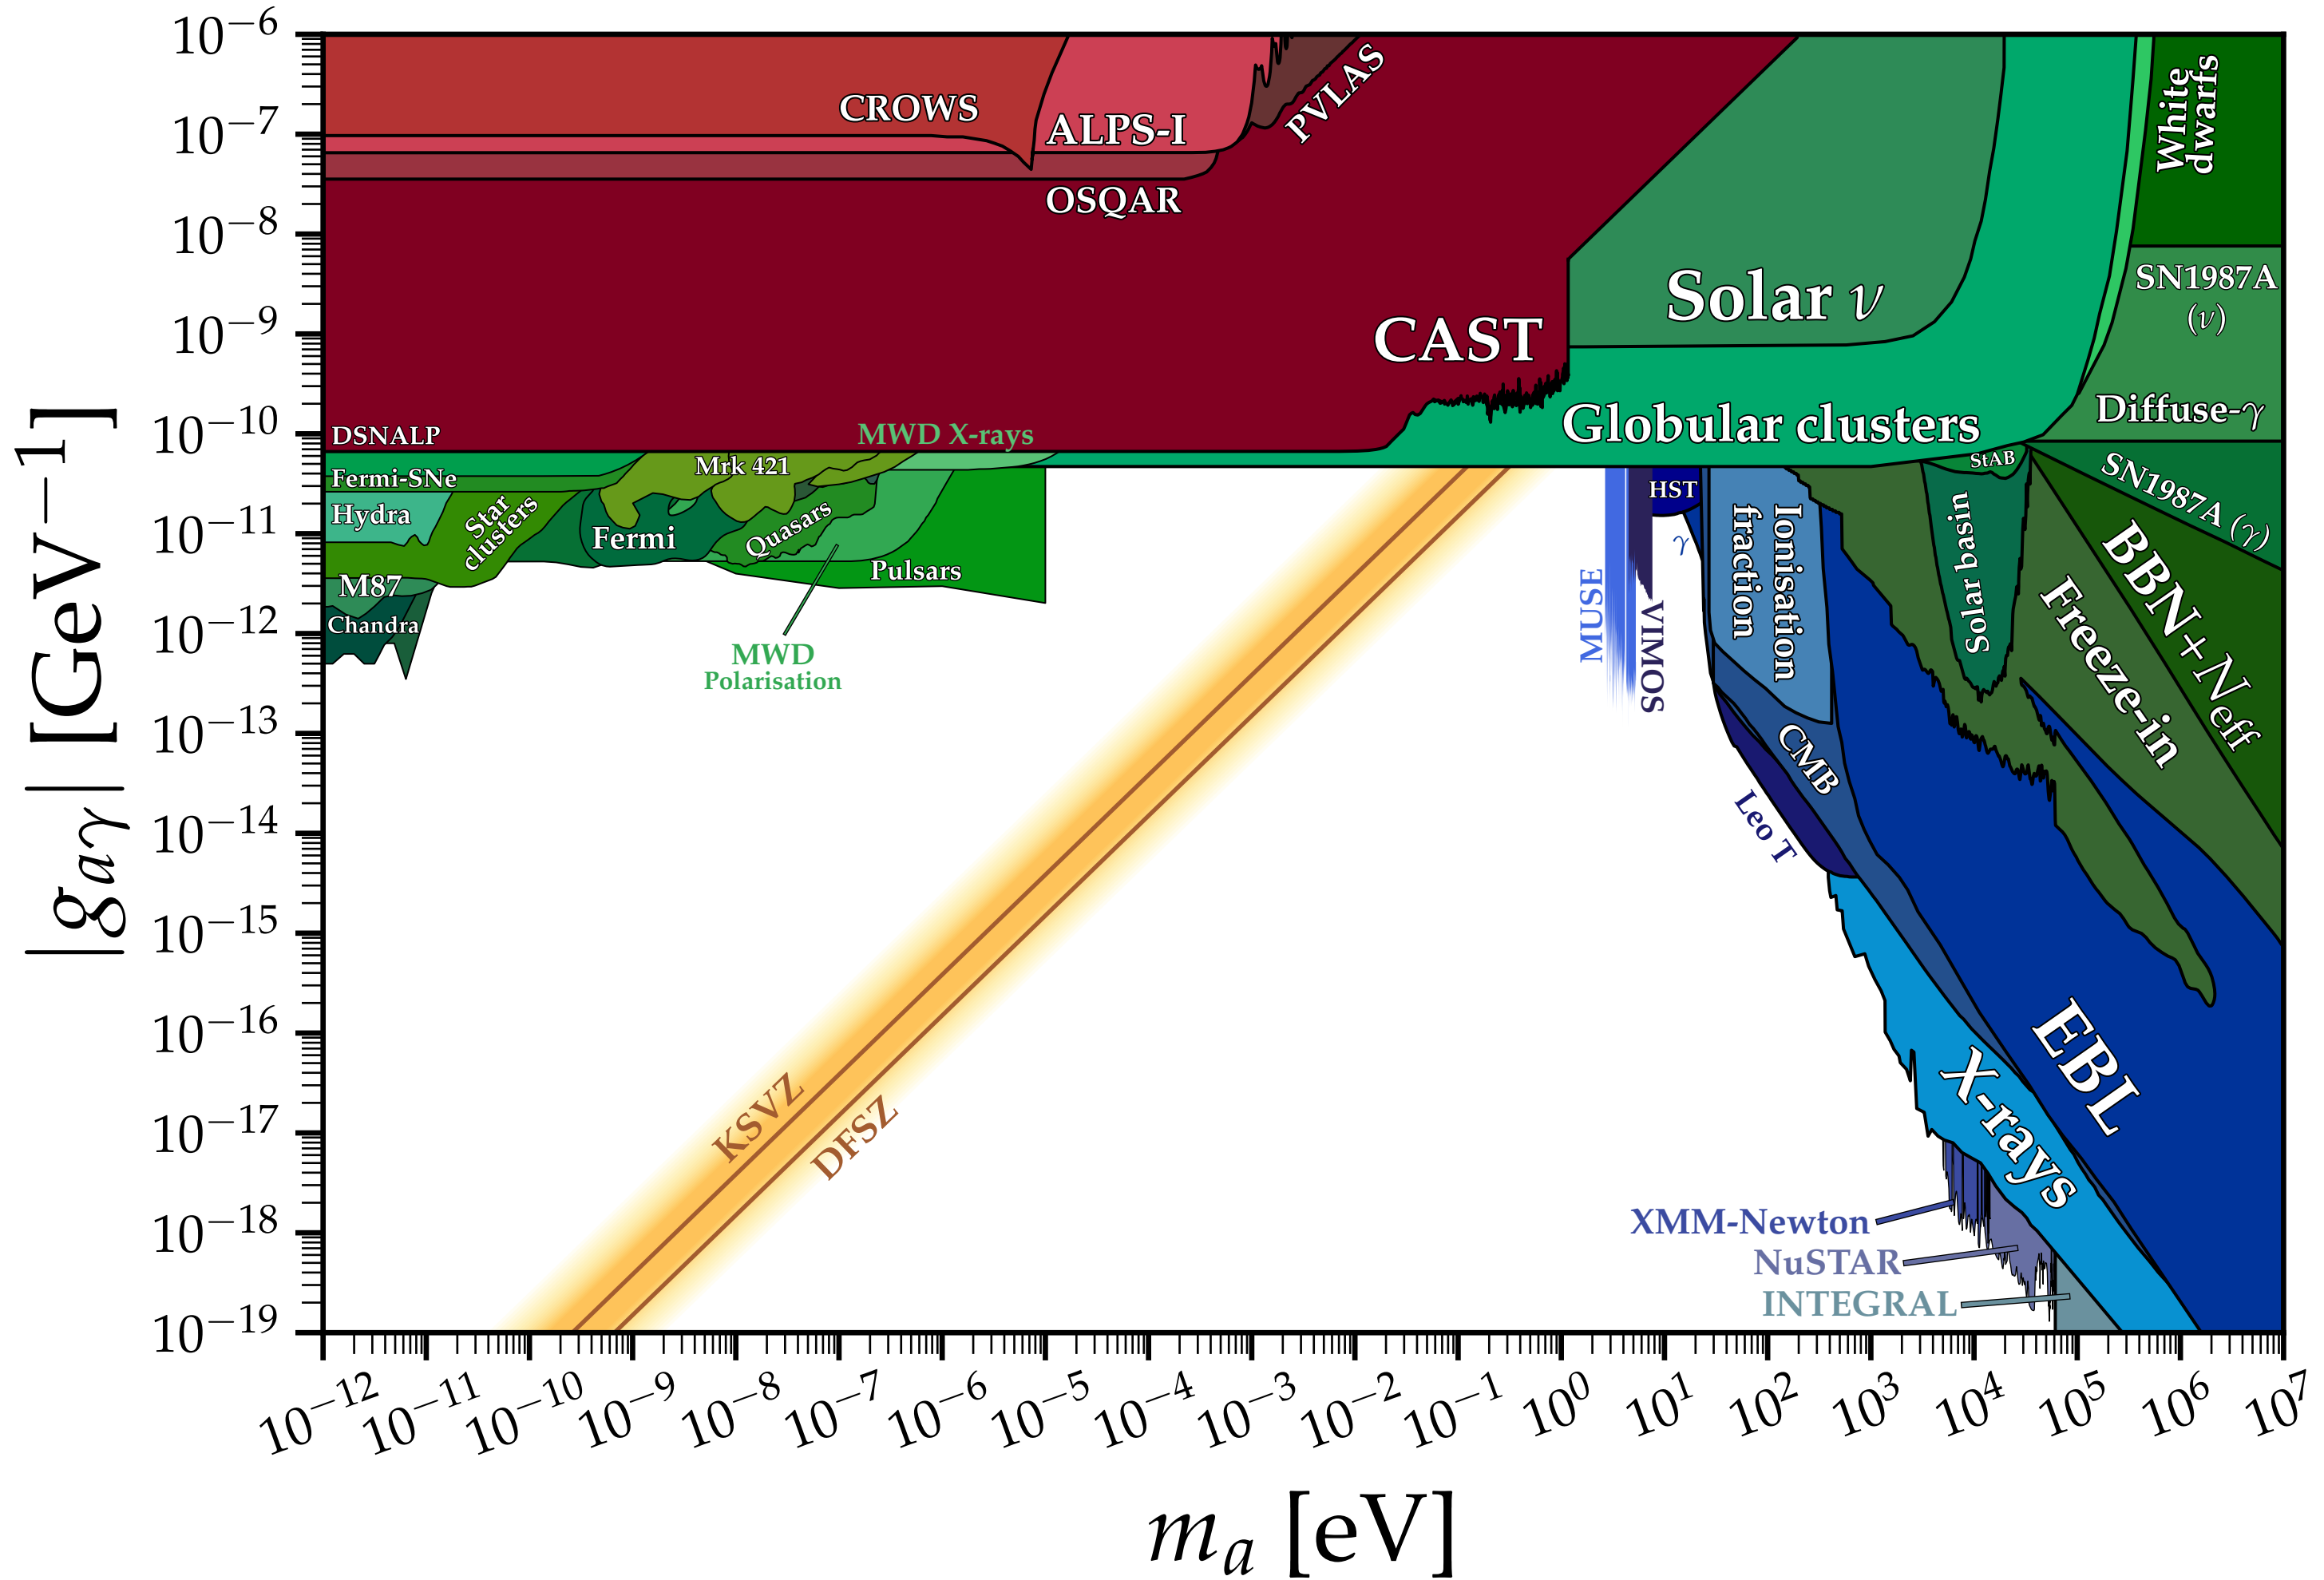 |g_{aγ}| [GeV⁻¹]
10⁻⁶
10⁻⁷
10⁻⁸
10⁻⁹
10⁻¹⁰
10⁻¹¹
10⁻¹²
10⁻¹³
10⁻¹⁴
10⁻¹⁵
10⁻¹⁶
10⁻¹⁷
10⁻¹⁸
10⁻¹⁹
CROWS
ALPS-I
OSQAR
PVLAS
CAST
Solar ν
Globular clusters
White
dwarfs
SN1987A
(ν)
Diffuse-γ
SN1987A (γ)
DSNALP
Fermi-SNe
Hydra
M87
Chandra
Star
clusters
Fermi
Mrk 421
MWD X-rays
Quasars
Pulsars
MWD
Polarisation
KSVZ
DFSZ
MUSE
VIMOS
HST
γ
Ionisation
fraction
CMB
Leo T
StAB
Solar basin
Freeze-in
BBN+N_{eff}
EBL
X-rays
XMM-Newton
NuSTAR
INTEGRAL
10⁻¹²
10⁻¹¹
10⁻¹⁰
10⁻⁹
10⁻⁸
10⁻⁷
10⁻⁶
10⁻⁵
10⁻⁴
10⁻³
10⁻²
10⁻¹
10⁰
10¹
10²
10³
10⁴
10⁵
10⁶
10⁷
m_a [eV]